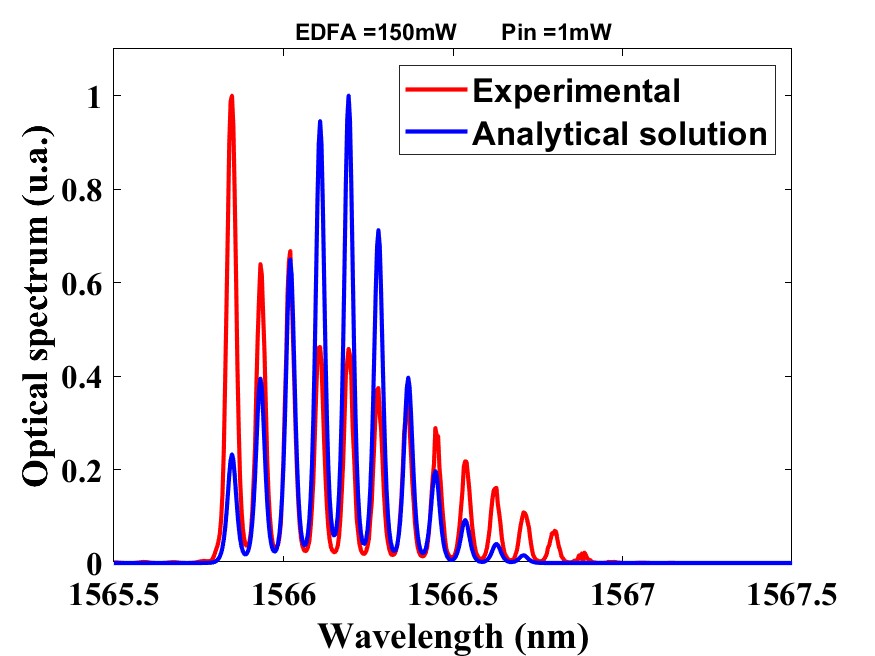 EDFA =150mW Pin =1mW
Experimental
Analytical solution
Optical spectrum (u.a.)
1
0.8
0.6
0.4
0.2
0
1565.5 1566 1566.5 1567 1567.5
Wavelength (nm)